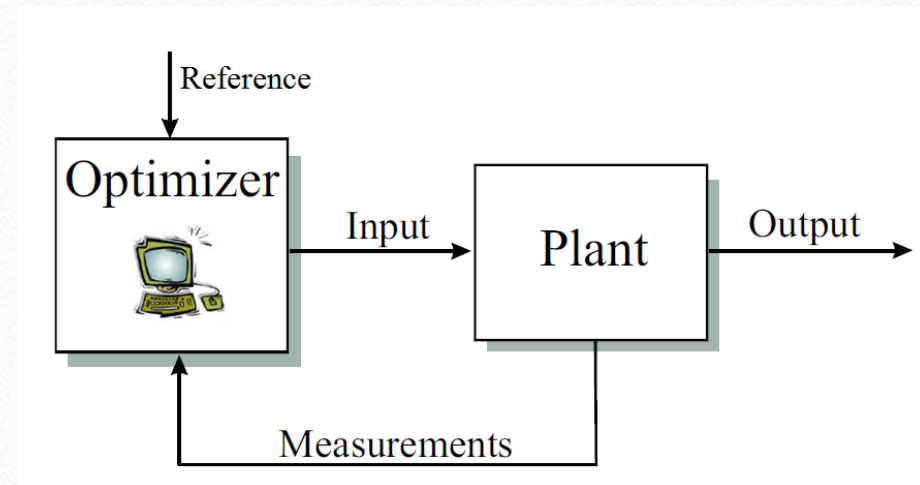 Reference
Optimizer
Input
Plant
Output
Measurements